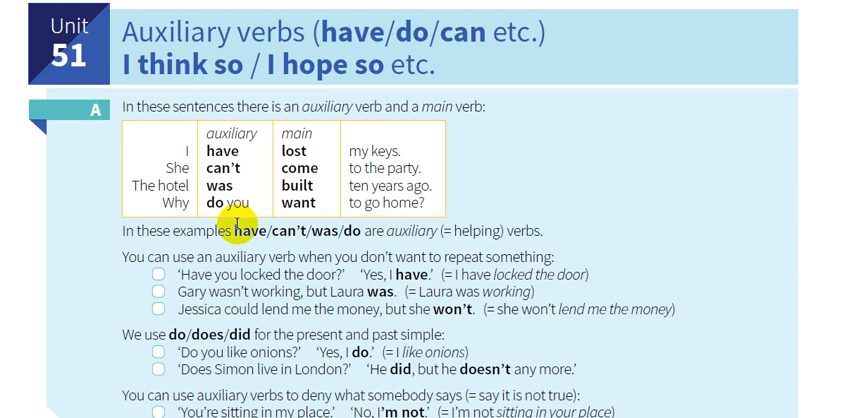 Unit
51
Auxiliary verbs (have/do/can etc.)
I think so / I hope so etc.
A
In these sentences there is an auxiliary verb and a main verb:
auxiliary main
I have lost my keys.
She can't come to the party.
The hotel was built ten years ago.
Why do you want to go home?
In these examples have/can't/was/do are auxiliary (= helping) verbs.
You can use an auxiliary verb when you don't want to repeat something:
'Have you locked the door?' 'Yes, I have.' (= I have locked the door)
Gary wasn't working, but Laura was. (= Laura was working)
Jessica could lend me the money, but she won't. (= she won't lend me the money)
We use do/does/did for the present and past simple:
'Do you like onions?' 'Yes, I do.' (= I like onions)
'Does Simon live in London?' 'He did, but he doesn't any more.'
You can use auxiliary verbs to deny what somebody says (= say it is not true):
'You're sitting in my place.' 'No, I'm not.' (= I'm not sitting in your place)